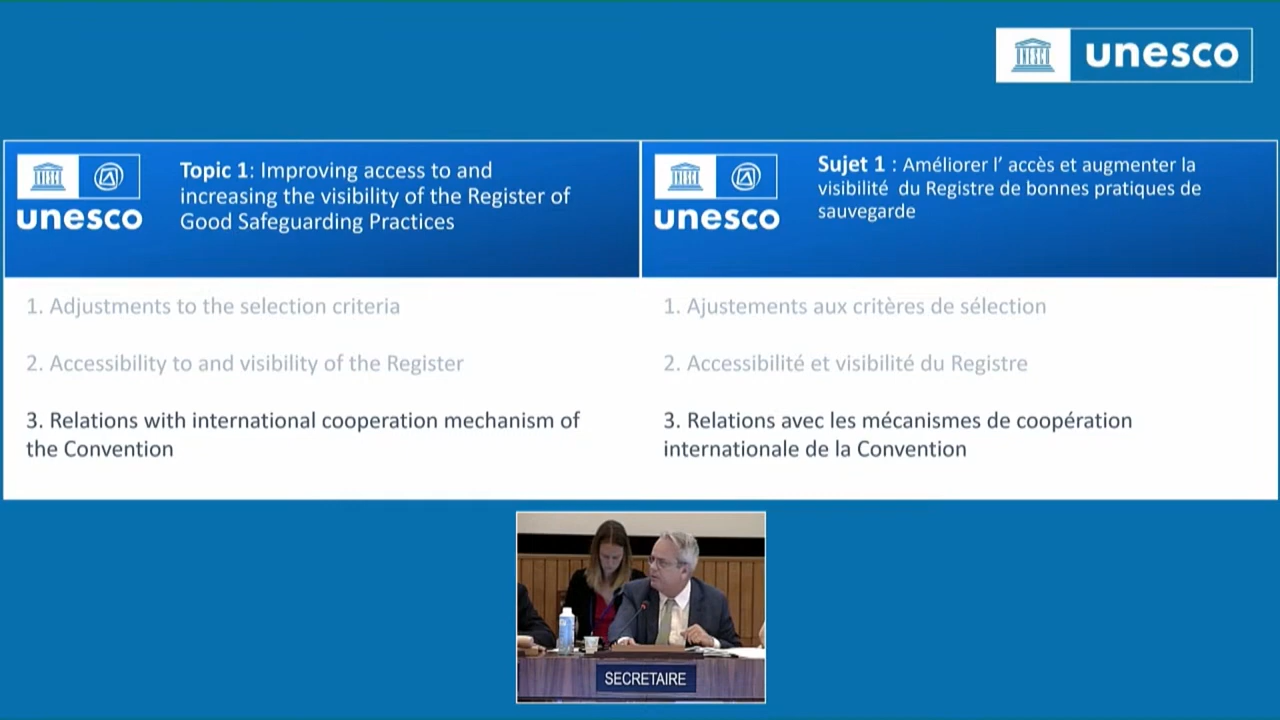 unesco
unesco
Topic 1: Improving access to and
increasing the visibility of the Register of
Good Safeguarding Practices
1. Adjustments to the selection criteria
2. Accessibility to and visibility of the Register
3. Relations with international cooperation mechanism of
the Convention
unesco
Sujet 1 : Améliorer l’ accès et augmenter la
visibilité du Registre de bonnes pratiques de
sauvegarde
1. Ajustements aux critères de sélection
2. Accessibilité et visibilité du Registre
3. Relations avec les mécanismes de coopération
internationale de la Convention
SECRETAIRE